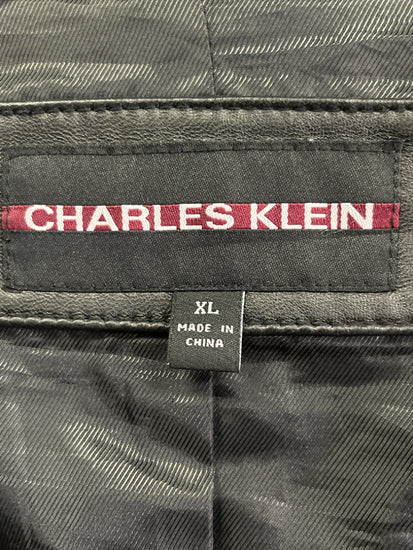 CHARLES KLEIN
XL
MADE IN
CHINA